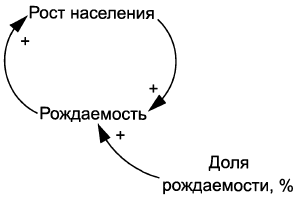 Рост населения
+
+
Рождаемость
+
Доля
рождаемости, %